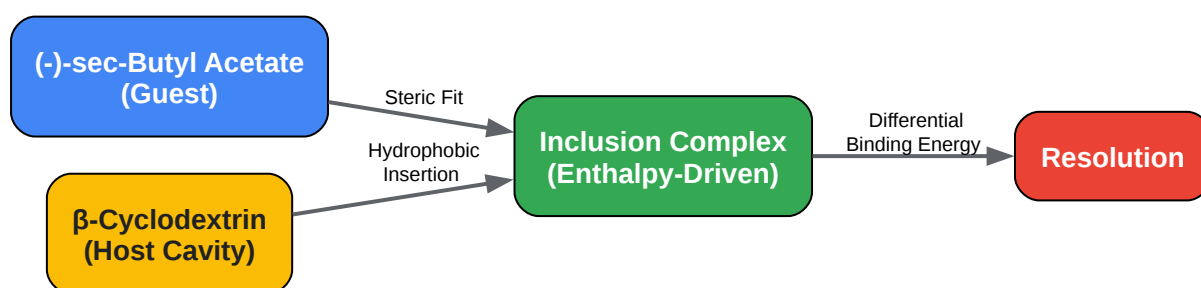 (-)-sec-Butyl Acetate
(Guest)
Steric Fit
Hydrophobic
Insertion
β-Cyclodextrin
(Host Cavity)
Inclusion Complex
(Enthalpy-Driven)
Differential
Binding Energy
Resolution